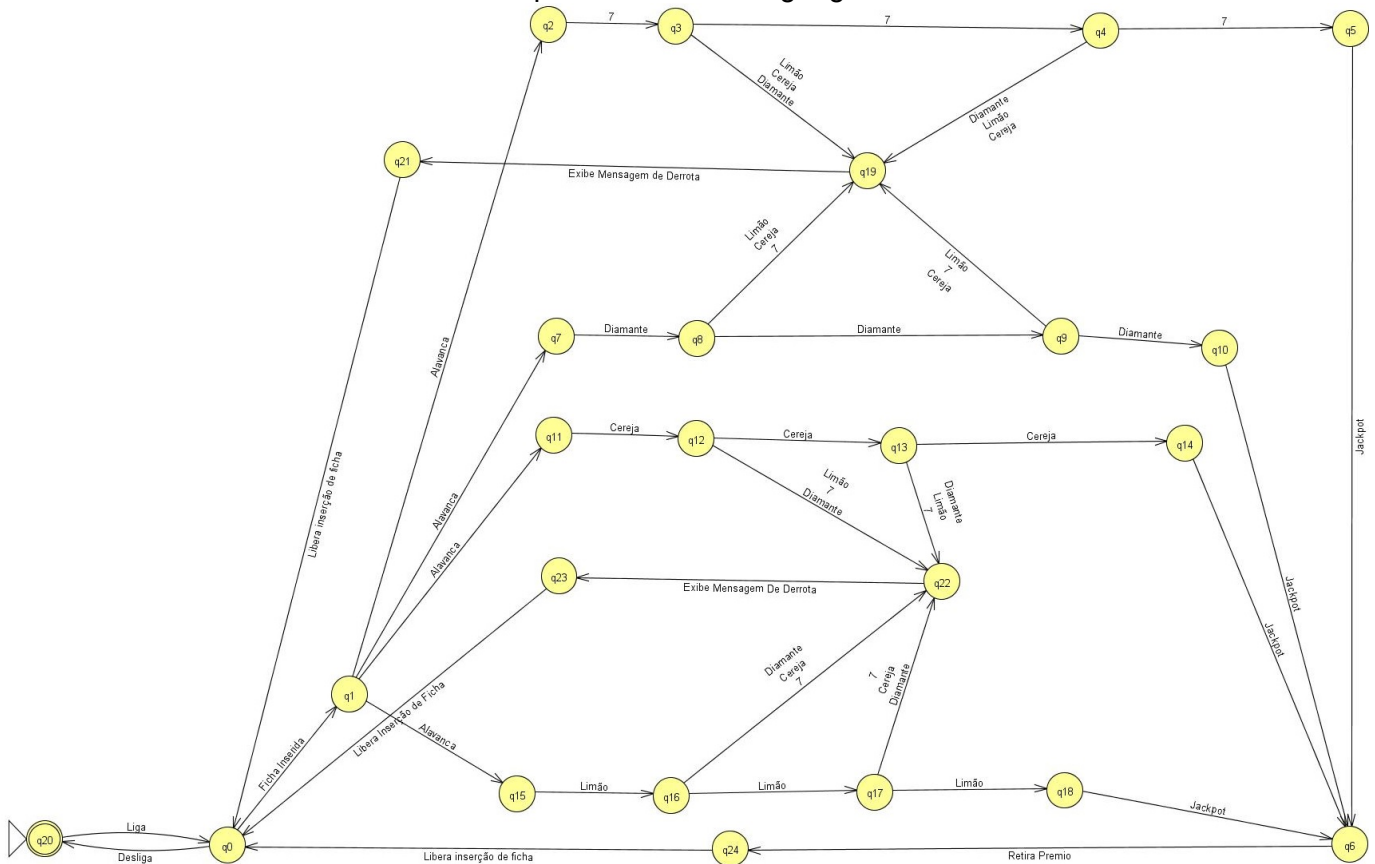 q2
7
q3
7
q4
7
q5
Limão
Cereja
Diamante
Diamante
Limão
Cereja
q21
Exibe Mensagem de Derrota
q19
Alavanca
Limão
Cereja
7
Limão
7
Cereja
q7
Diamante
q8
Diamante
q9
Diamante
q10
Jackpot
q11
Cereja
q12
Cereja
q13
Cereja
q14
Libera inserção de ficha
Alavanca
Alavanca
Limão
7
Diamante
Diamante
Limão
7
q23
Exibe Mensagem De Derrota
q22
Jackpot
Jackpot
q1
Libera Inserção de Ficha
Diamante
Cereja
7
7
Cereja
Diamante
Ficha Inserida
Alavanca
q15
Limão
q16
Limão
q17
Limão
q18
Jackpot
q20
Liga
Desliga
q0
Libera inserção de ficha
q24
Retira Premio
q6